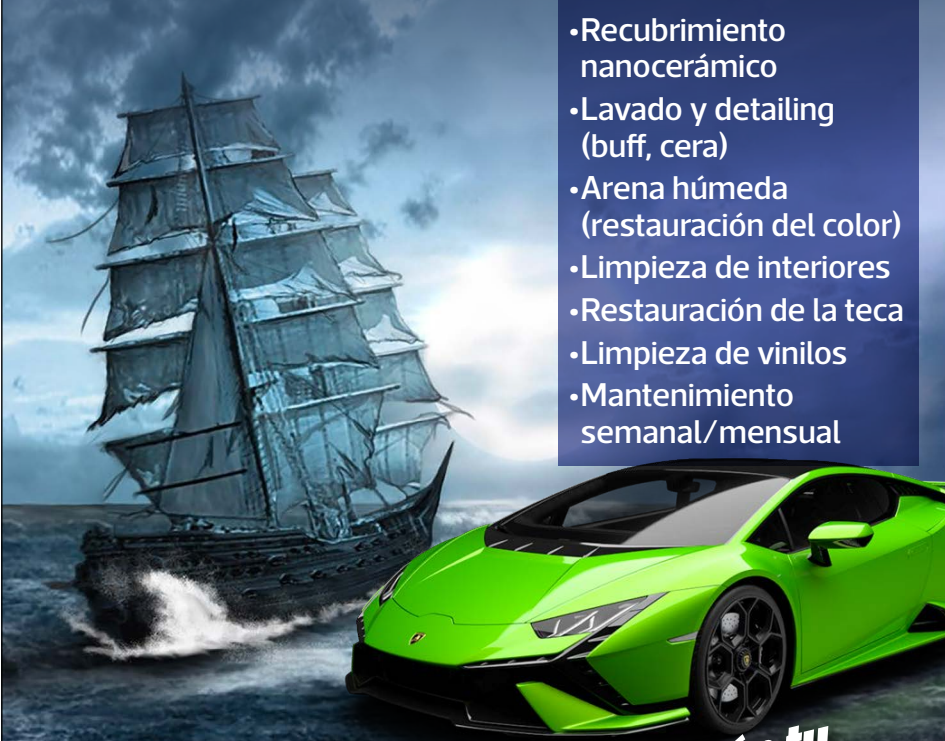 •Recubrimiento
nanocerámico
•Lavado y detailing
(buff, cera)
•Arena húmeda
(restauración del color)
•Limpieza de interiores
•Restauración de la teca
•Limpieza de vinilos
•Mantenimiento
semanal/mensual
tu